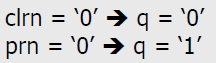 clrn = ‘0’ ➔ q = ‘0’
prn = ‘0’ ➔ q = ‘1’